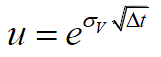 u = e^{σ_V √Δt}